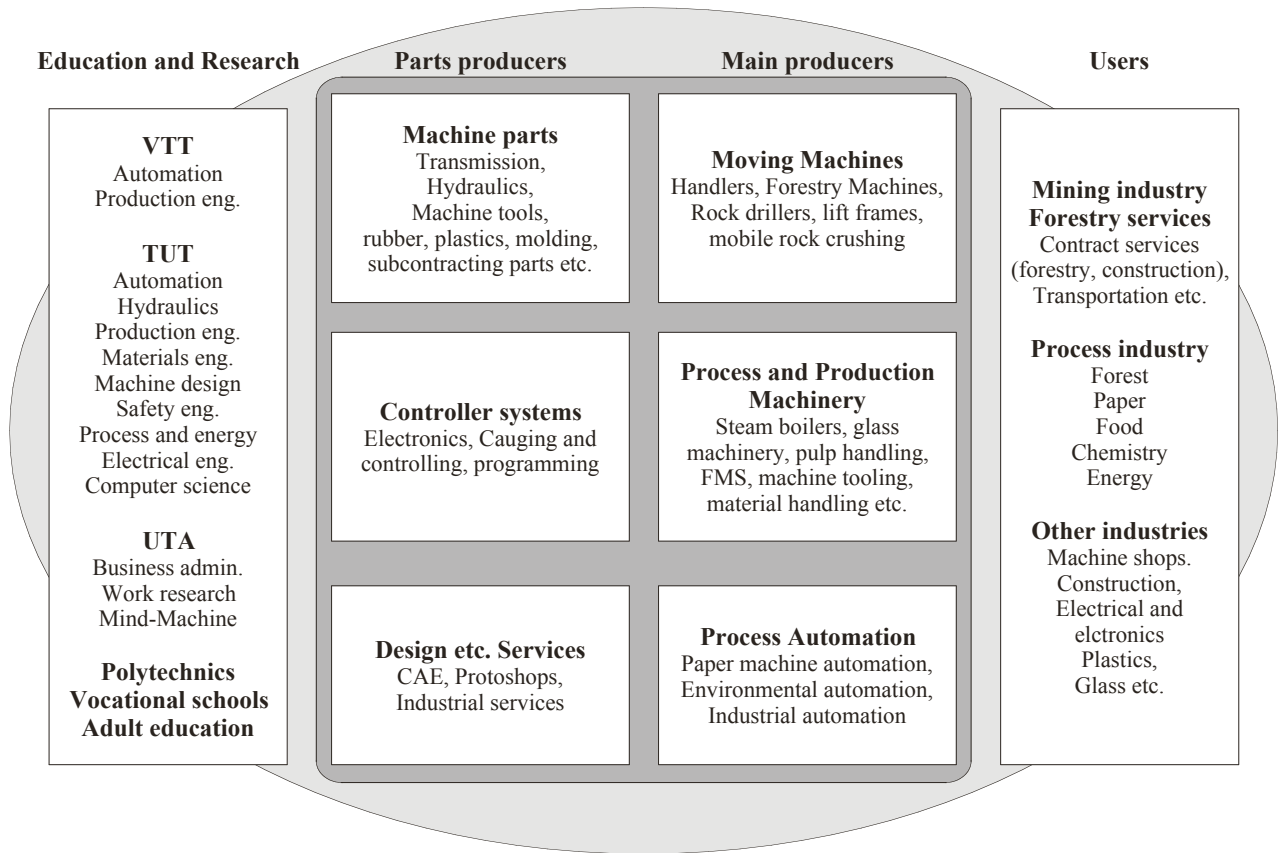 Education and Research
VTT
Automation
Production eng.
TUT
Automation
Hydraulics
Production eng.
Materials eng.
Machine design
Safety eng.
Process and energy
Electrical eng.
Computer science
UTA
Business admin.
Work research
Mind-Machine
Polytechnics
Vocational schools
Adult education
Parts producers
Machine parts
Transmission,
Hydraulics,
Machine tools,
rubber, plastics, molding,
subcontracting parts etc.
Controller systems
Electronics, Cauging and
controlling, programming
Design etc. Services
CAE, Protoshops,
Industrial services
Main producers
Moving Machines
Handlers, Forestry Machines,
Rock drillers, lift frames,
mobile rock crushing
Process and Production
Machinery
Steam boilers, glass
machinery, pulp handling,
FMS, machine tooling,
material handling etc.
Process Automation
Paper machine automation,
Environmental automation,
Industrial automation
Users
Mining industry
Forestry services
Contract services
(forestry, construction),
Transportation etc.
Process industry
Forest
Paper
Food
Chemistry
Energy
Other industries
Machine shops.
Construction,
Electrical and
elctronics
Plastics,
Glass etc.